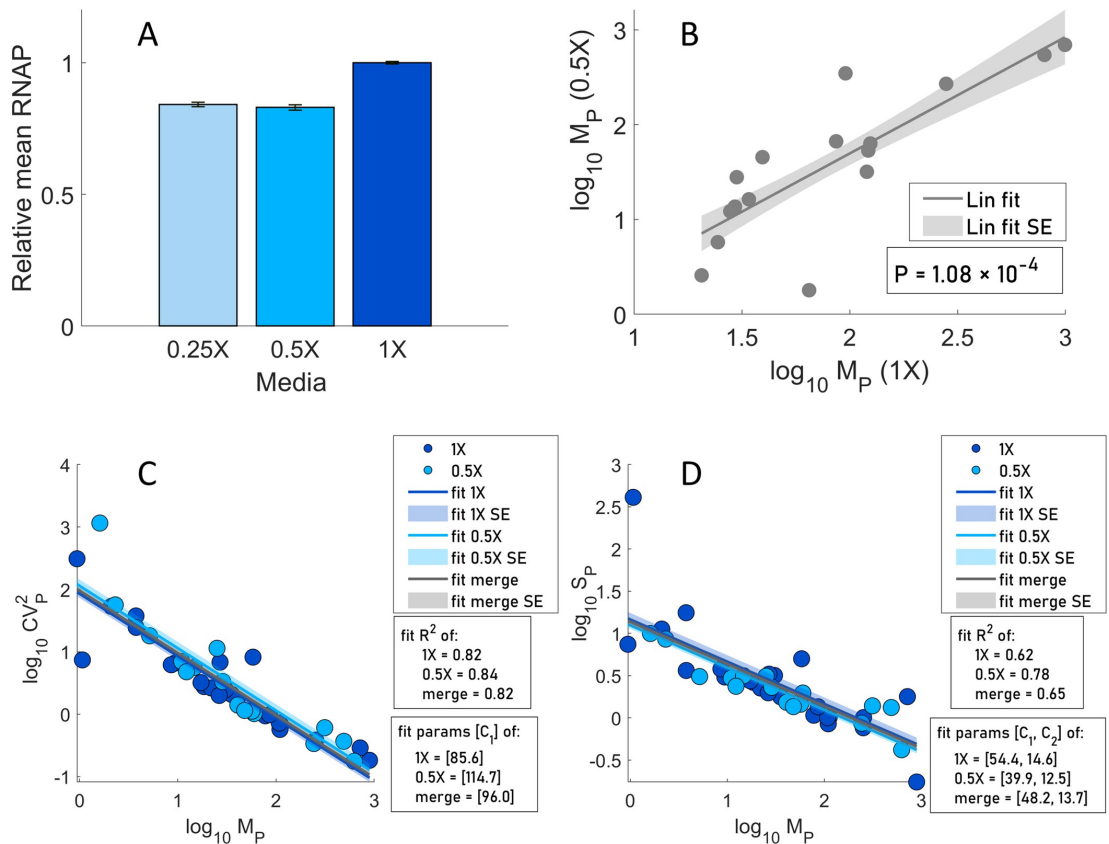 A
Relative mean RNAP
1
0.5
0
0.25X
0.5X
1X
Media
B
log10 MP (0.5X)
3
2
1
0
Lin fit
Lin fit SE
P = 1.08 × 10-4
1
1.5
2
2.5
3
log10 MP (1X)
C
log10 CV2P
4
3
2
1
0
-1
0
1
2
3
log10 MP
1X
0.5X
fit 1X
fit 1X SE
fit 0.5X
fit 0.5X SE
fit merge
fit merge SE
fit R2 of:
1X = 0.82
0.5X = 0.84
merge = 0.82
fit params [C1] of:
1X = [85.6]
0.5X = [114.7]
merge = [96.0]
D
log10 SP
3
2.5
2
1.5
1
0.5
0
-0.5
0
1
2
3
log10 MP
1X
0.5X
fit 1X
fit 1X SE
fit 0.5X
fit 0.5X SE
fit merge
fit merge SE
fit R2 of:
1X = 0.62
0.5X = 0.78
merge = 0.65
fit params [C1, C2] of:
1X = [54.4, 14.6]
0.5X = [39.9, 12.5]
merge = [48.2, 13.7]